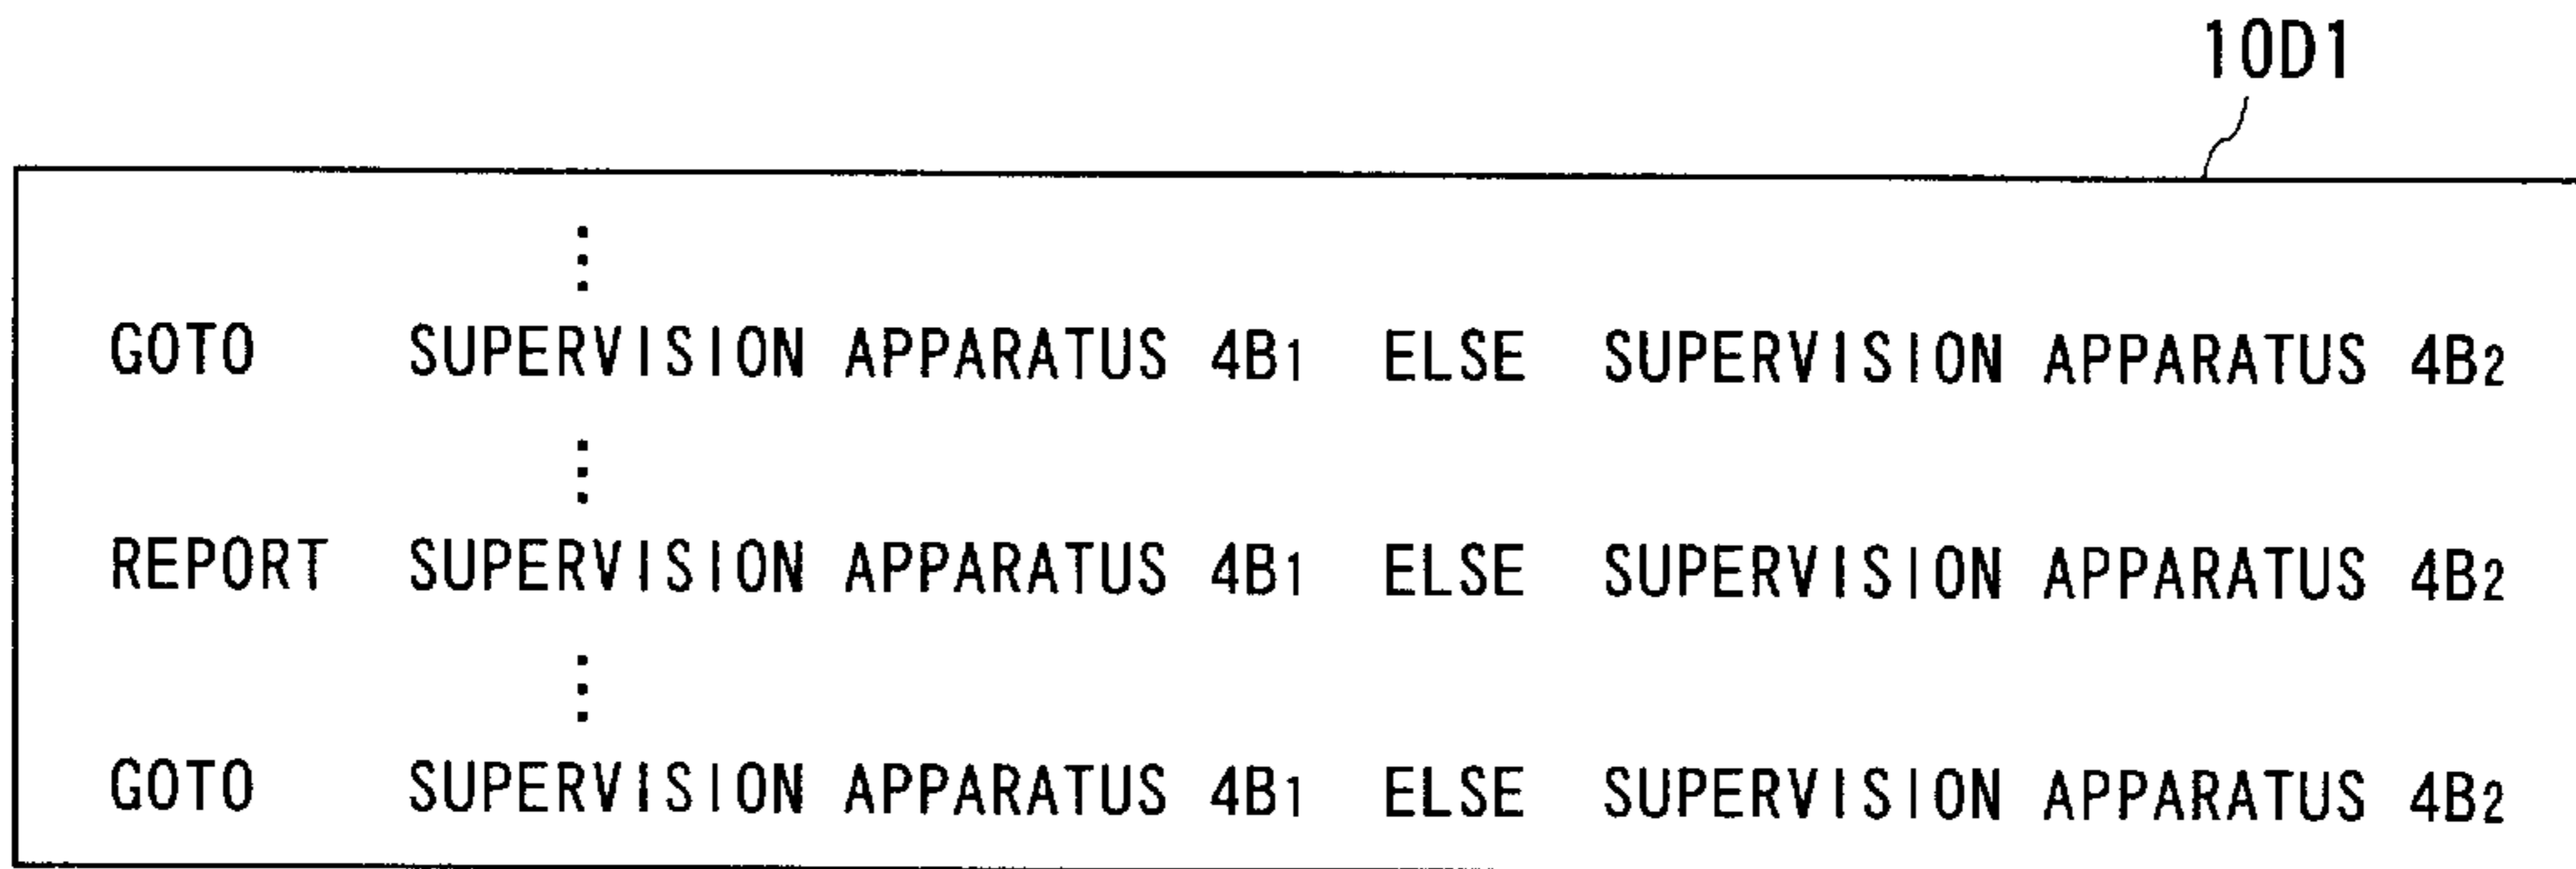 10D1
⋮
GOTO SUPERVISION APPARATUS 4B₁ ELSE SUPERVISION APPARATUS 4B₂
⋮
REPORT SUPERVISION APPARATUS 4B₁ ELSE SUPERVISION APPARATUS 4B₂
⋮
GOTO SUPERVISION APPARATUS 4B₁ ELSE SUPERVISION APPARATUS 4B₂